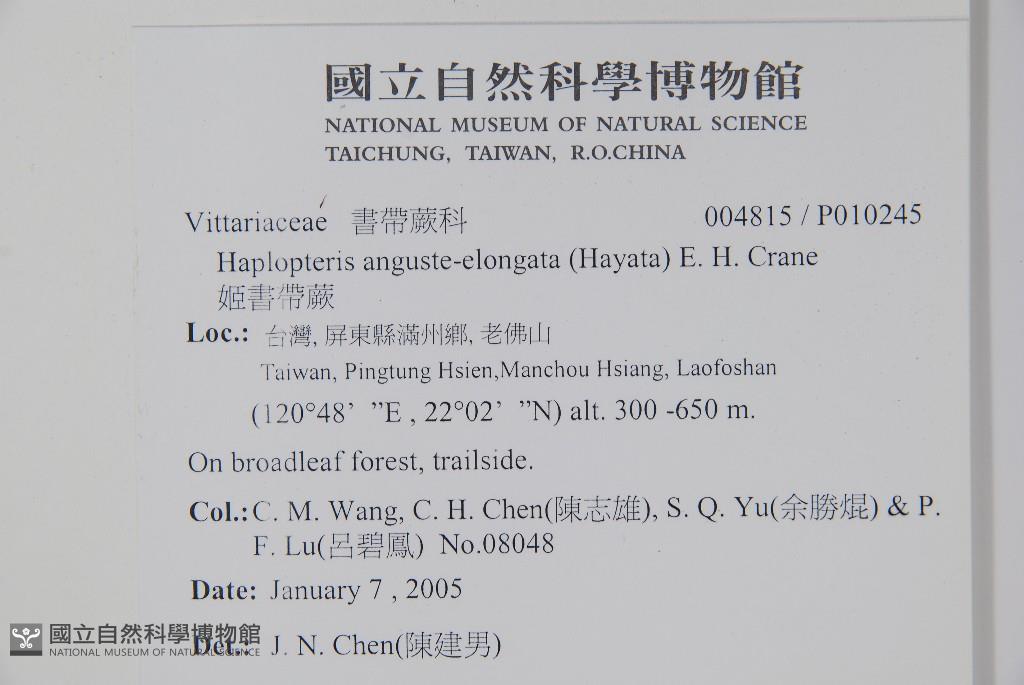 國立自然科學博物館
NATIONAL MUSEUM OF NATURAL SCIENCE
TAICHUNG, TAIWAN, R.O.CHINA
Vittariaceae 書帶蕨科 004815 / P010245
Haplopteris anguste-elongata (Hayata) E. H. Crane
姬書帶蕨
Loc.: 台灣, 屏東縣滿州鄉, 老佛山
Taiwan, Pingtung Hsien,Manchou Hsiang, Laofoshan
(120°48’ ”E , 22°02’ ”N) alt. 300 -650 m.
On broadleaf forest, trailside.
Col.: C. M. Wang, C. H. Chen(陳志雄), S. Q. Yu(余勝焜) & P.
F. Lu(呂碧鳳) No.08048
Date: January 7 , 2005
Det.: J. N. Chen(陳建男)
國立自然科學博物館
NATIONAL MUSEUM OF NATURAL SCIENCE